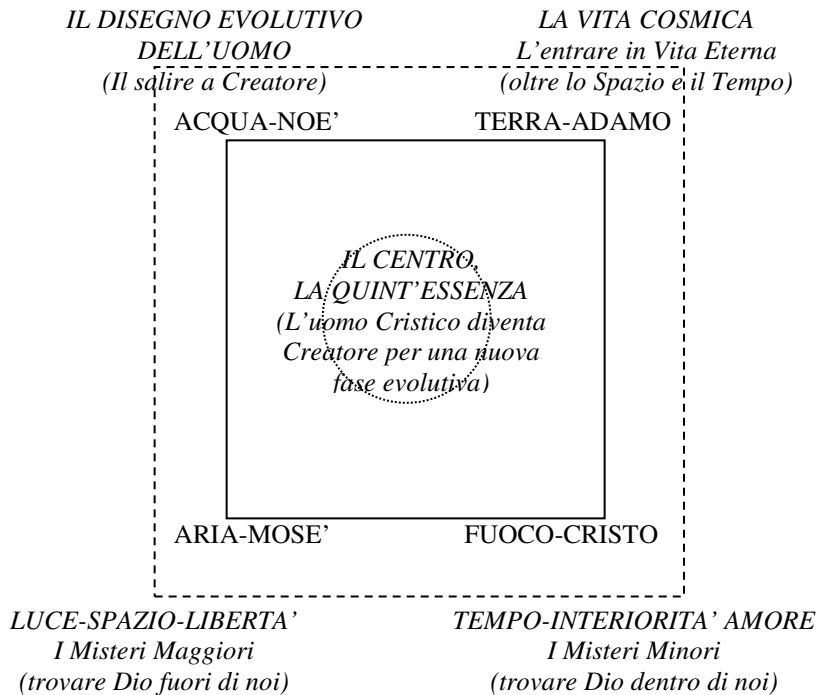 IL DISEGNO EVOLUTIVO
DELL'UOMO
(Il salire a Creatore)
LA VITA COSMICA
L'entrare in Vita Eterna
(oltre lo Spazio e il Tempo)
ACQUA-NOE'
TERRA-ADAMO
IL CENTRO,
LA QUINT'ESSENZA
(L'uomo Cristico diventa
Creatore per una nuova
fase evolutiva)
ARIA-MOSE'
FUOCO-CRISTO
LUCE-SPAZIO-LIBERTA'
I Misteri Maggiori
(trovare Dio fuori di noi)
TEMPO-INTERIORITA' AMORE
I Misteri Minori
(trovare Dio dentro di noi)